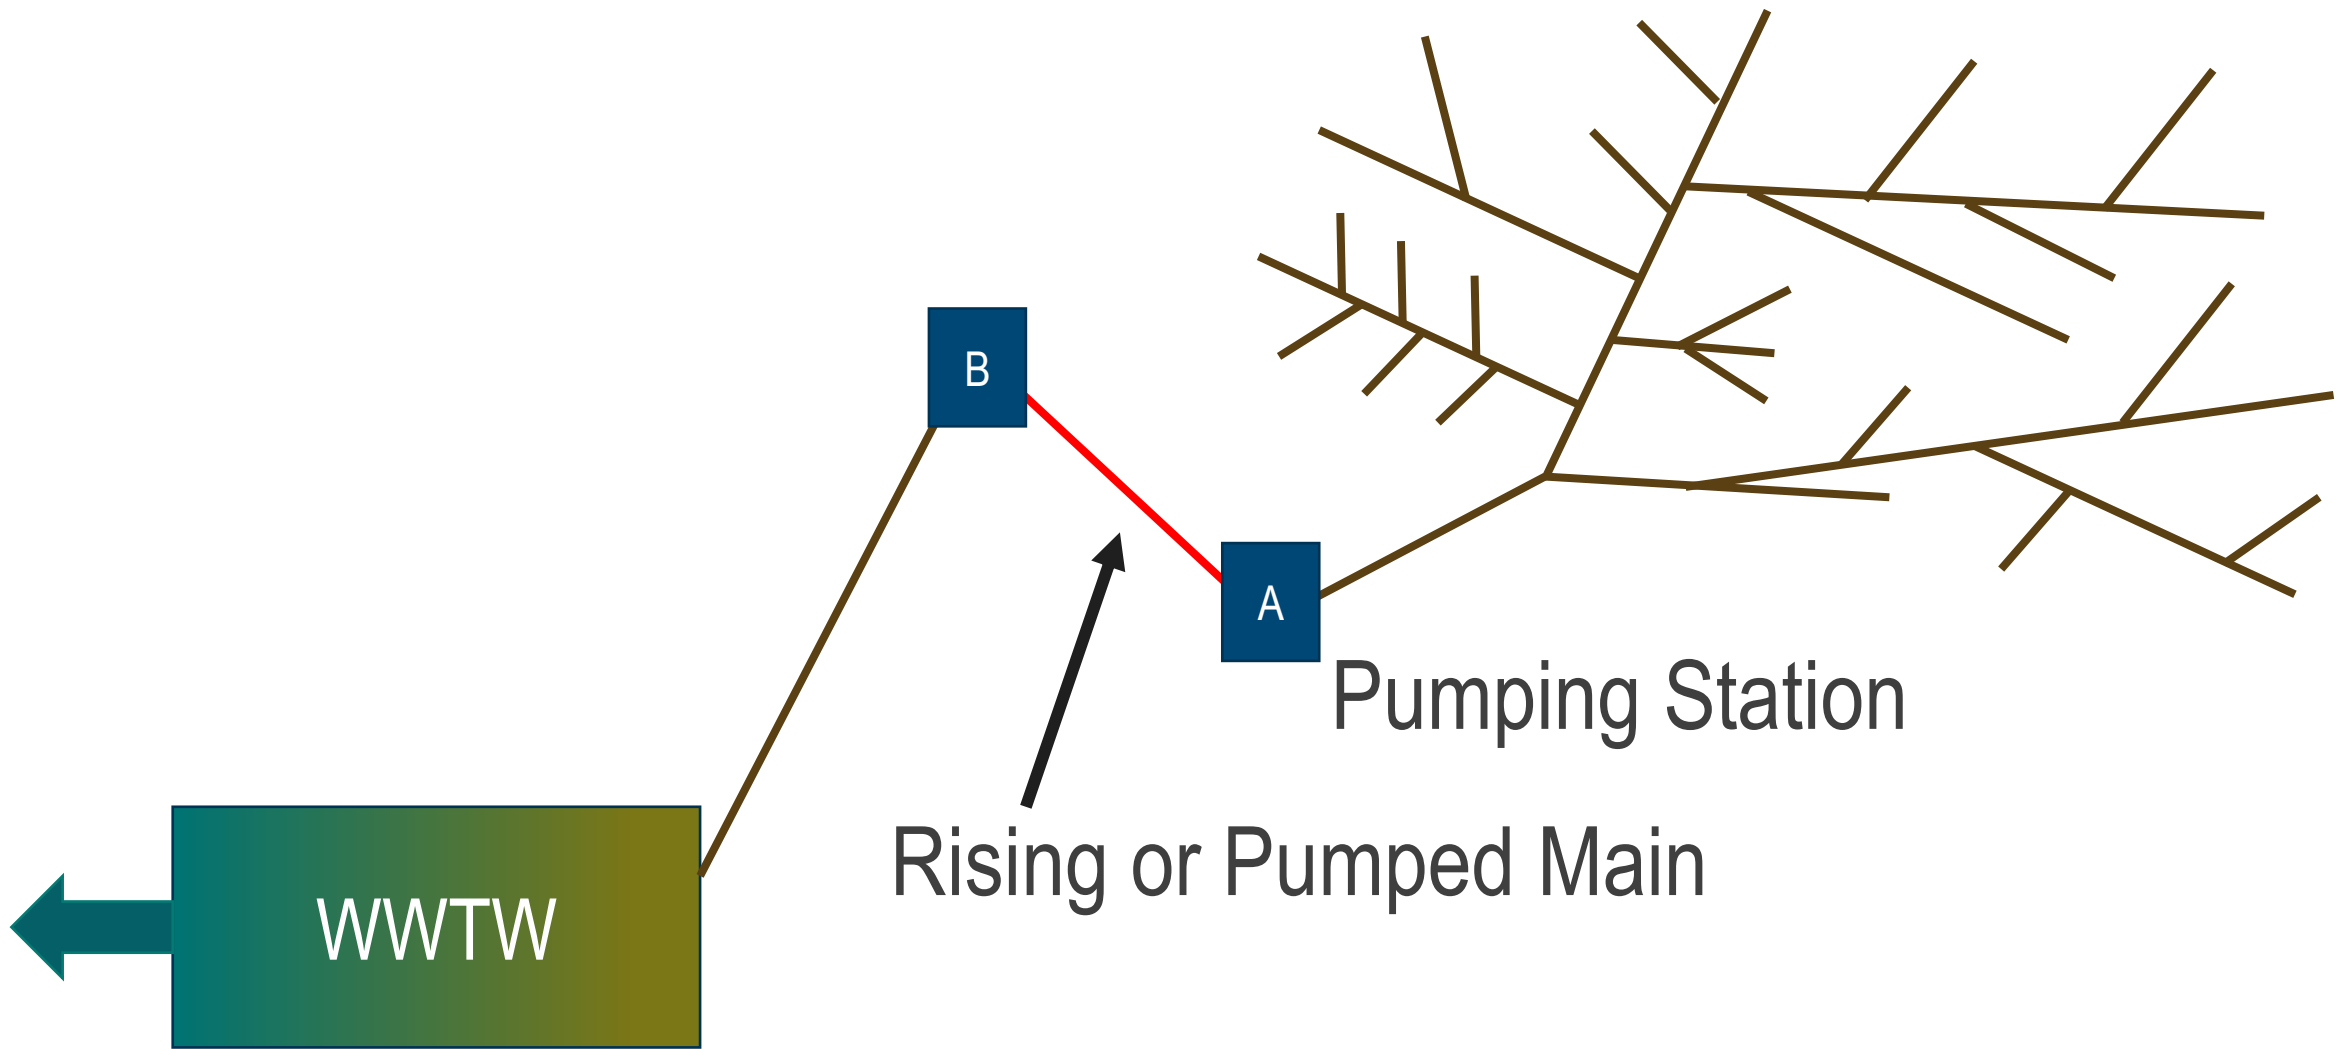 B
A
Pumping Station
Rising or Pumped Main
WWTW